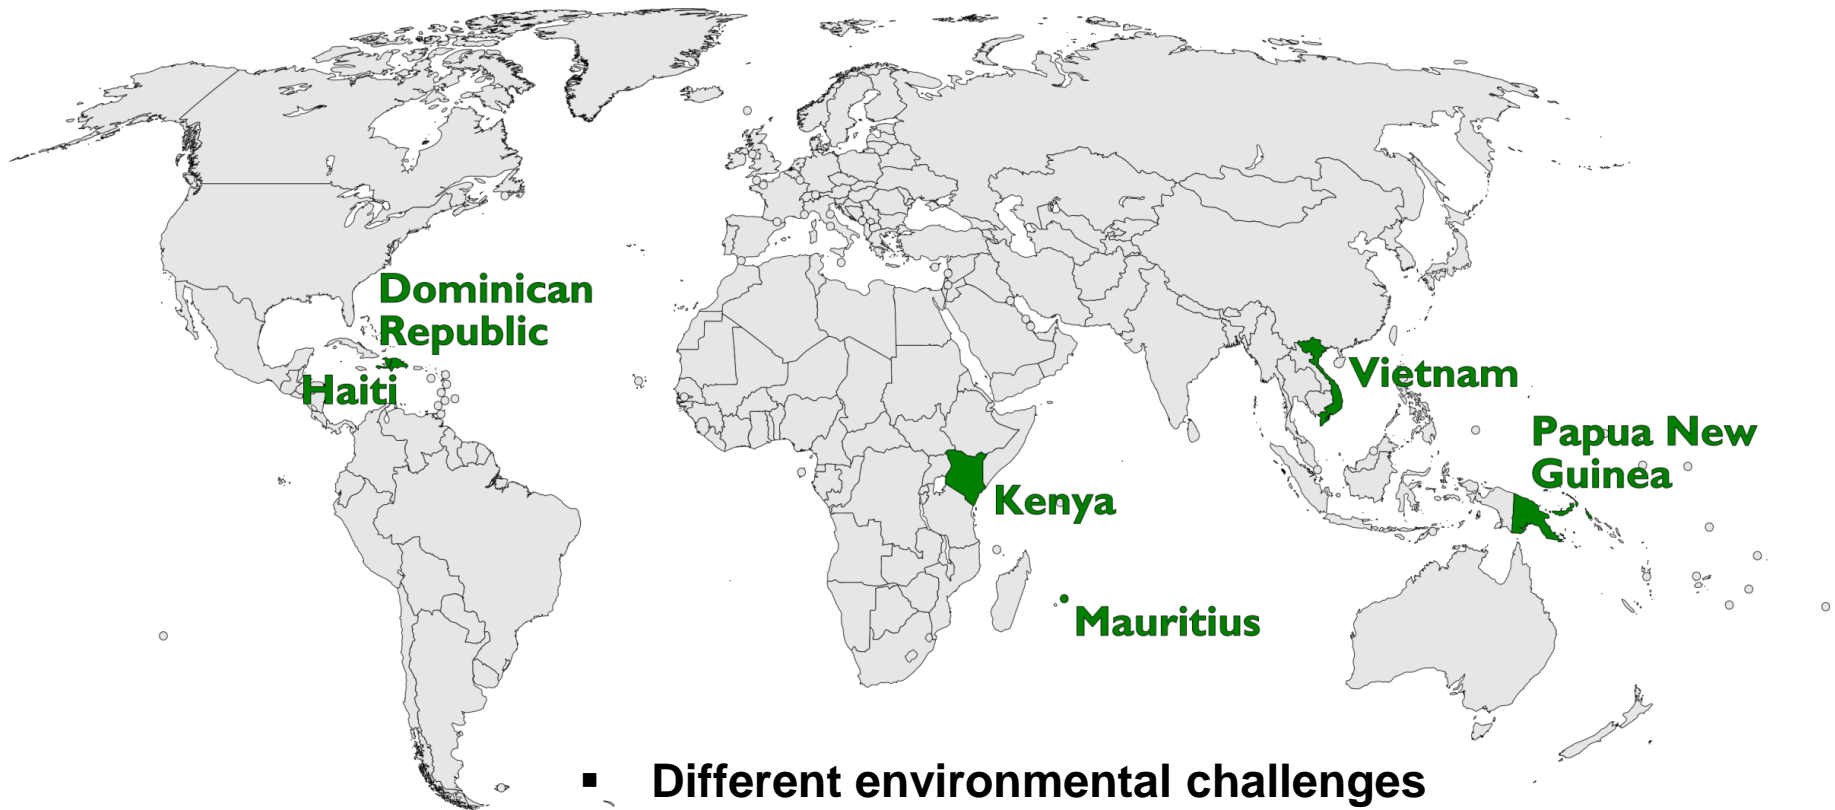 Dominican
Republic
Haiti
Vietnam
Papua New
Guinea
Kenya
Mauritius
▪ Different environmental challenges